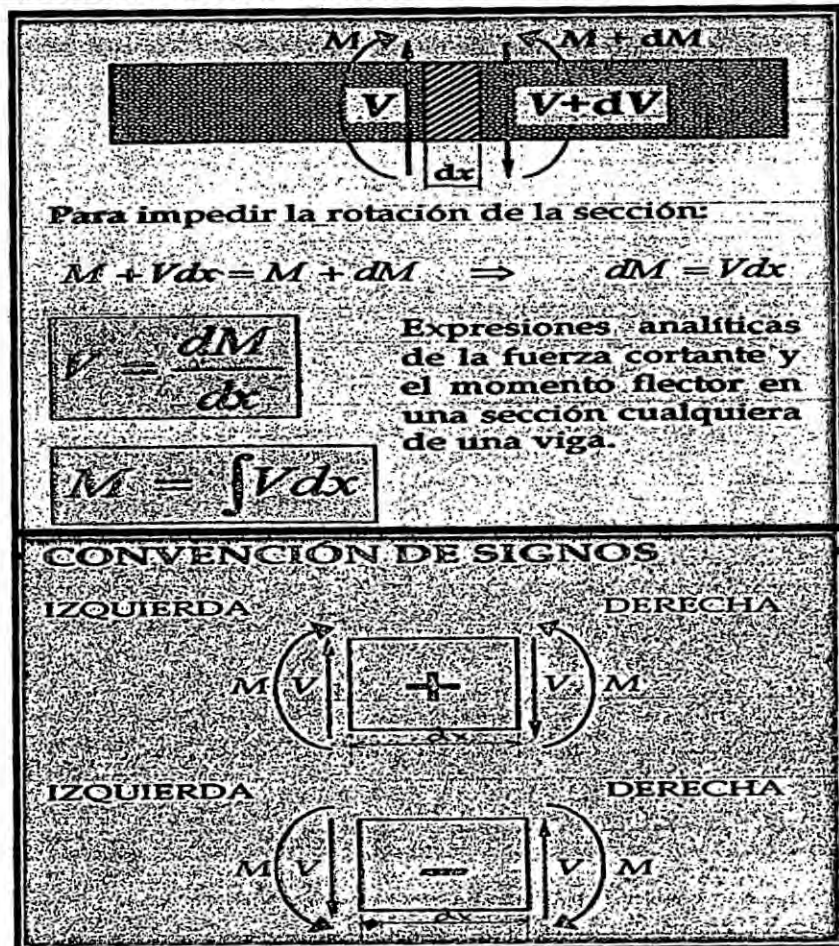 M M + dM
V V+dV
dx
Para impedir la rotación de la sección:
M + Vdx = M + dM ⇒ dM = Vdx
V = dM/dx
Expresiones analíticas
de la fuerza cortante y
el momento flector en
una sección cualquiera
de una viga.
M = ∫Vdx
CONVENCIÓN DE SIGNOS
IZQUIERDA DERECHA
M V + V M
dx
IZQUIERDA DERECHA
M V - V M
dx